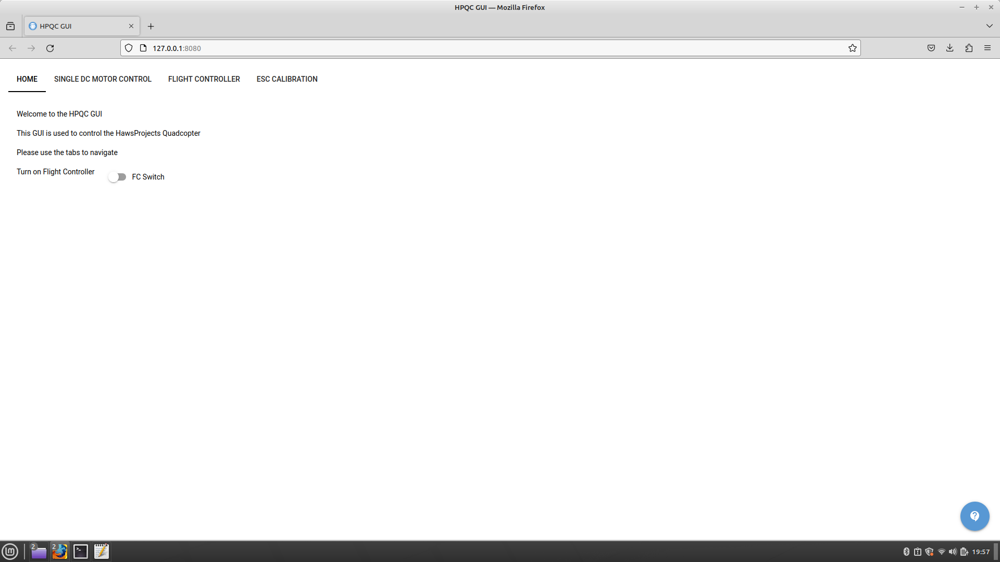 HPQC GUI — Mozilla Firefox
HPQC GUI
127.0.0.1:8080
HOME SINGLE DC MOTOR CONTROL FLIGHT CONTROLLER ESC CALIBRATION
Welcome to the HPQC GUI
This GUI is used to control the HawsProjects Quadcopter
Please use the tabs to navigate
Turn on Flight Controller FC Switch
2 2 19:57